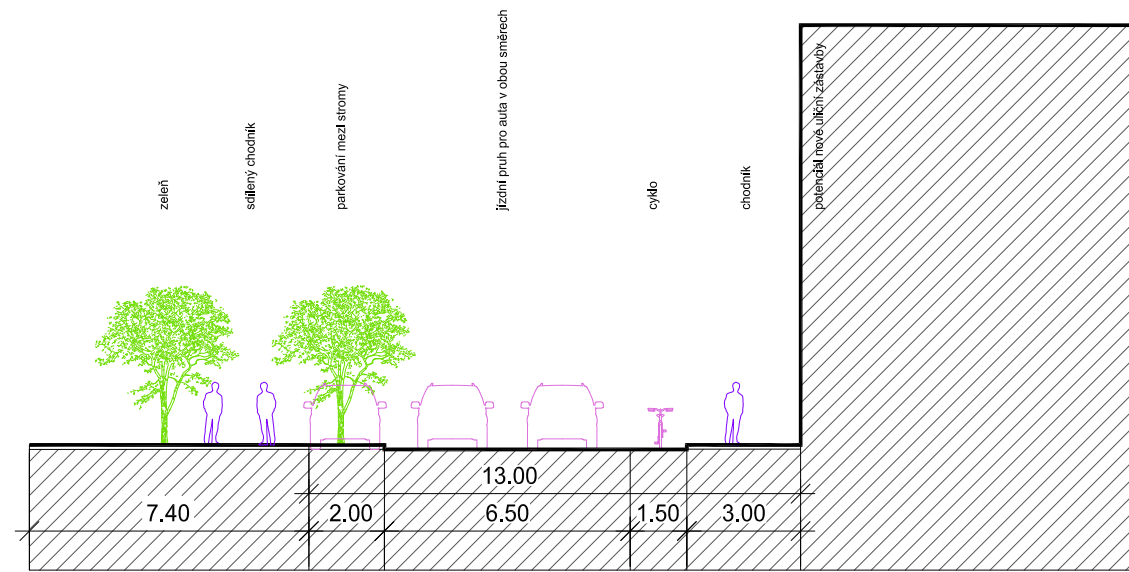 zeleň
sdílený chodník
parkování mezi stromy
jízdní pruh pro auta v obou směrech
cyklo
chodník
potenciál nové uliční zástavby
13.00
7.40
2.00
6.50
1.50
3.00